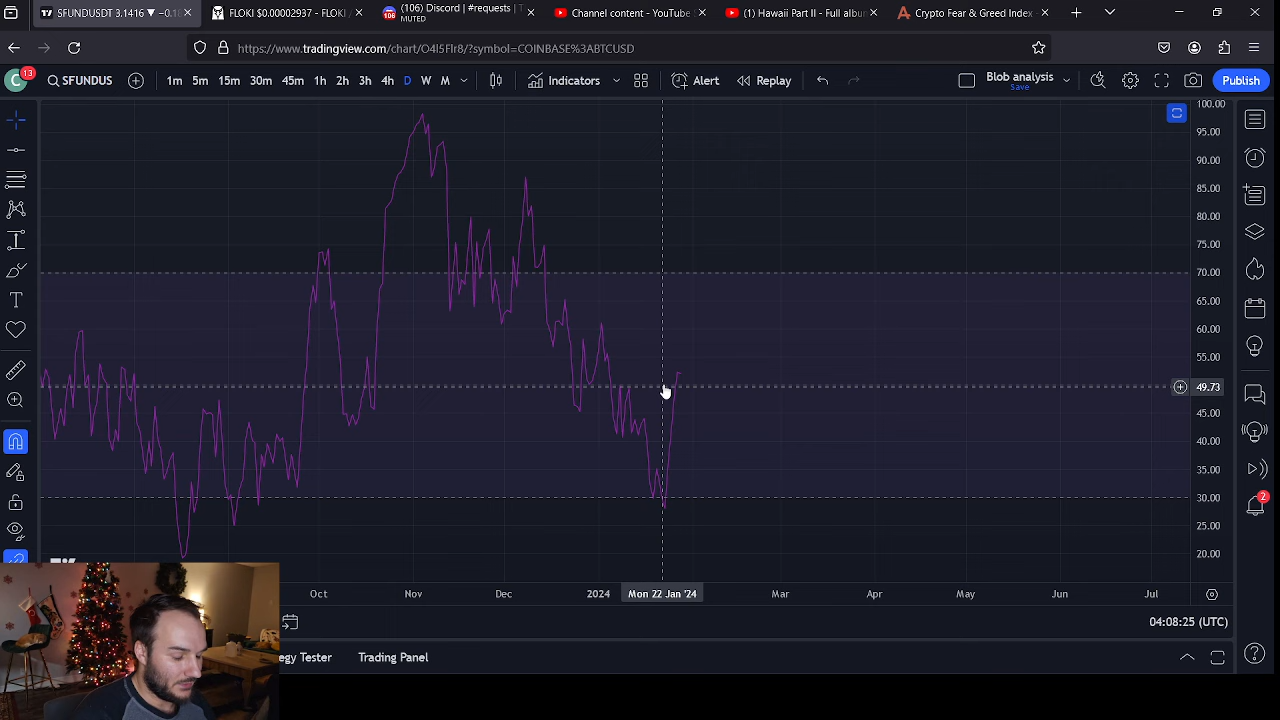 SFUNDUSDT 3.1416 ▼ −0.18
FLOKI $0.00002937 - FLOKI /
(106) Discord | #requests | T
MUTED
Channel content - YouTube S
(1) Hawaii Part II - Full album
Crypto Fear & Greed Index -
https://www.tradingview.com/chart/O4l5Flr8/?symbol=COINBASE%3ABTCUSD
C
13
SFUNDUS
1m 5m 15m 30m 45m 1h 2h 3h 4h D W M
Indicators
Alert
Replay
Blob analysis
Save
Publish
100.00
95.00
90.00
85.00
80.00
75.00
70.00
65.00
60.00
55.00
49.73
45.00
40.00
35.00
30.00
25.00
20.00
2
Oct Nov Dec 2024 Mon 22 Jan '24 Mar Apr May Jun Jul
04:08:25 (UTC)
egy Tester Trading Panel